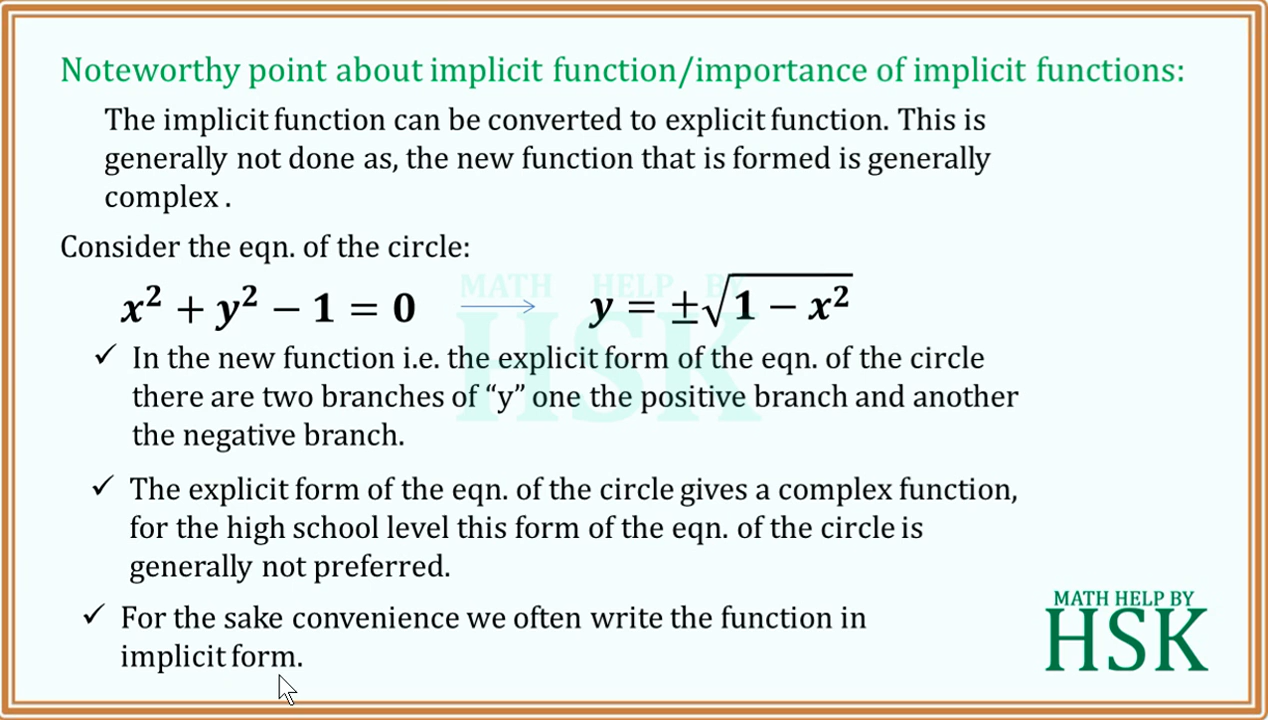 Noteworthy point about implicit function/importance of implicit functions:
The implicit function can be converted to explicit function. This is
generally not done as, the new function that is formed is generally
complex .
Consider the eqn. of the circle:
x² + y² − 1 = 0 → y = ±√(1 − x²)
✓ In the new function i.e. the explicit form of the eqn. of the circle
there are two branches of “y” one the positive branch and another
the negative branch.
✓ The explicit form of the eqn. of the circle gives a complex function,
for the high school level this form of the eqn. of the circle is
generally not preferred.
✓ For the sake convenience we often write the function in
implicit form.
MATH HELP BY
HSK
MATH HELP BY
HSK